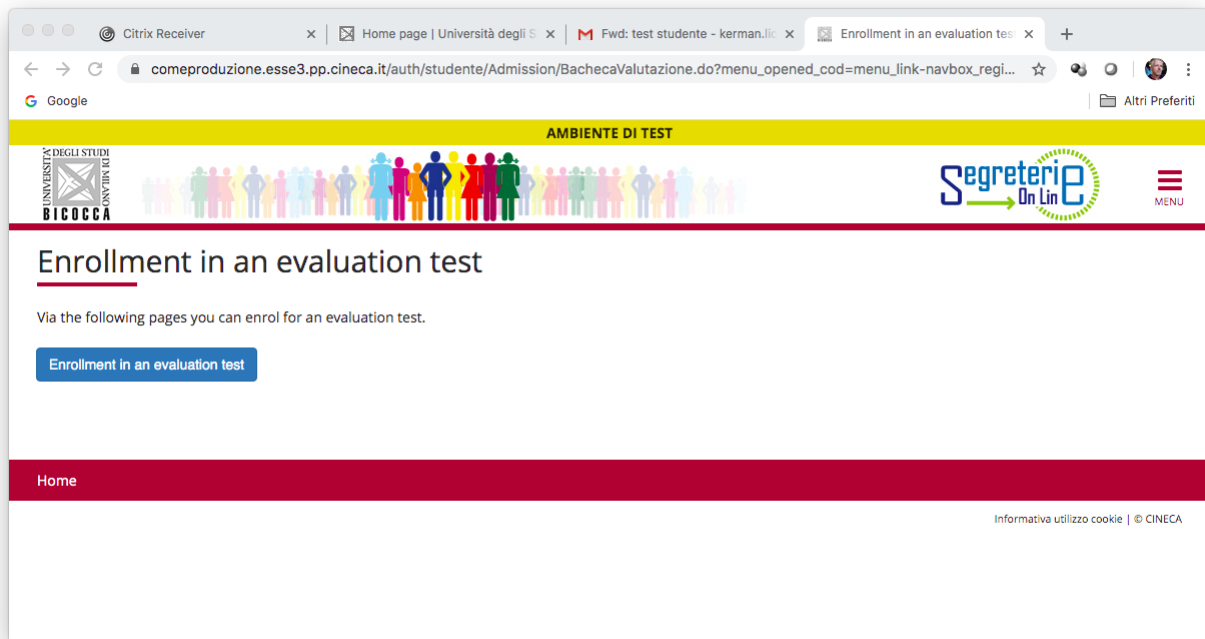 Citrix Receiver
Home page | Università degli S
Fwd: test studente - kerman.lic
Enrollment in an evaluation tes
comeproduzione.esse3.pp.cineca.it/auth/studente/Admission/BachecaValutazione.do?menu_opened_cod=menu_link-navbox_regi...
Google
Altri Preferiti
AMBIENTE DI TEST
UNIVERSITÀ
DEGLI STUDI
DI MILANO
BICOCCA
Segreterie
On Line
MENU
Enrollment in an evaluation test
Via the following pages you can enrol for an evaluation test.
Enrollment in an evaluation test
Home
Informativa utilizzo cookie | © CINECA